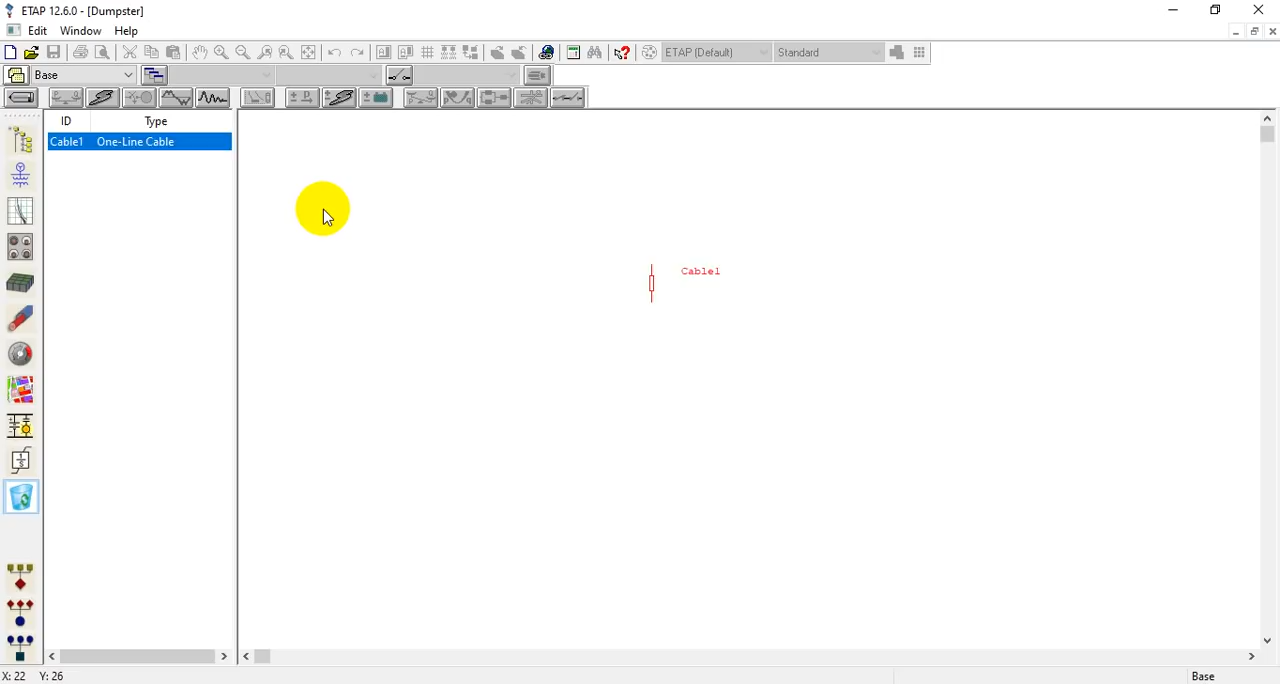 ETAP 12.6.0 - [Dumpster]
Edit Window Help
ETAP (Default) Standard
Base
ID Type
Cable1 One-Line Cable
Cable1
X: 22 Y: 26 Base